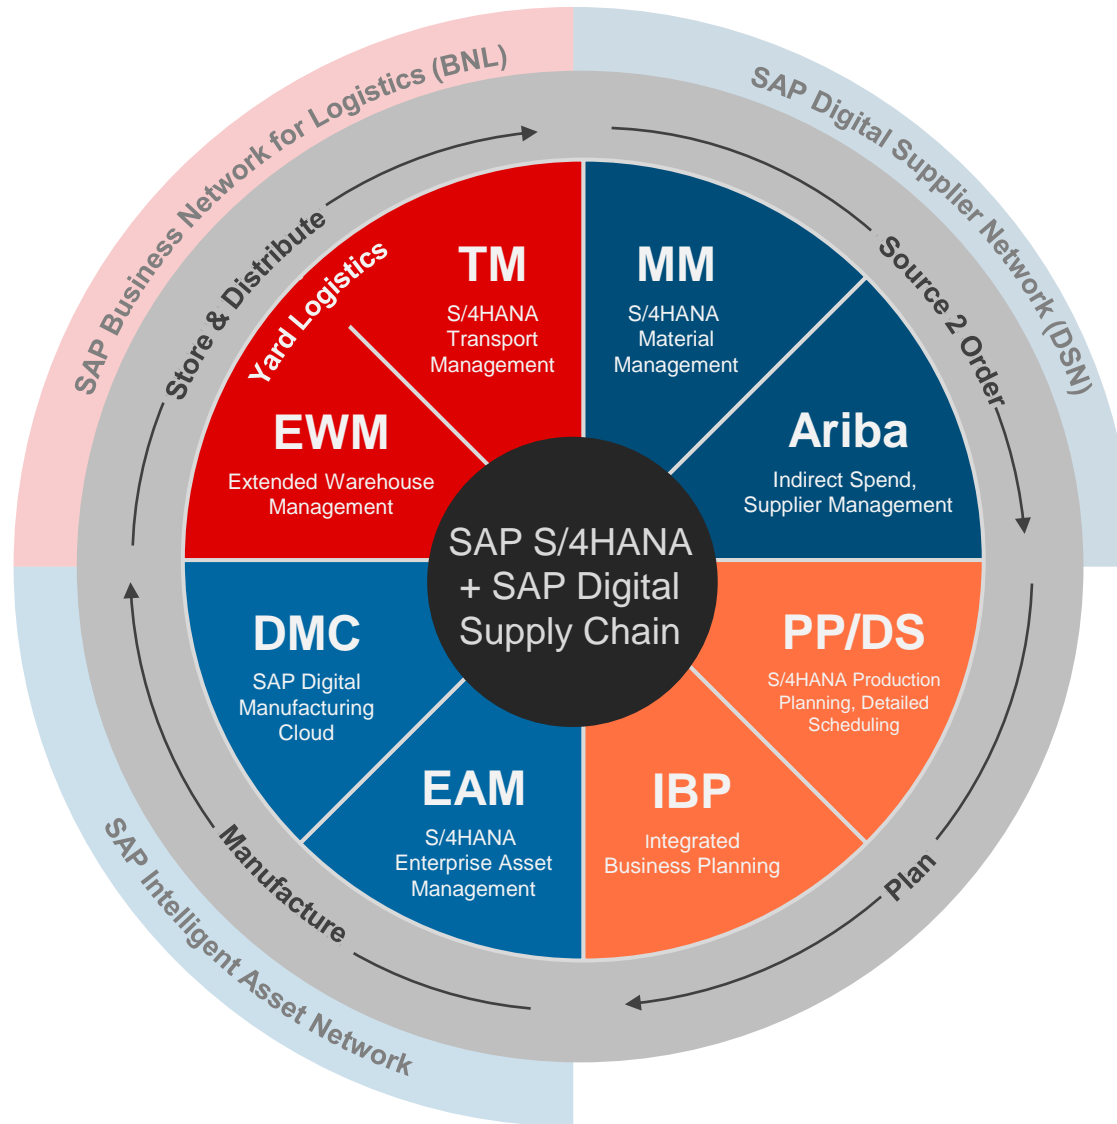 SAP Business Network for Logistics (BNL)
SAP Digital Supplier Network (DSN)
Store & Distribute
Source 2 Order
Yard Logistics
TM
S/4HANA
Transport
Management
MM
S/4HANA
Material
Management
EWM
Extended Warehouse
Management
Ariba
Indirect Spend,
Supplier Management
SAP S/4HANA
+ SAP Digital
Supply Chain
DMC
SAP Digital
Manufacturing
Cloud
PP/DS
S/4HANA Production
Planning, Detailed
Scheduling
EAM
S/4HANA
Enterprise Asset
Management
IBP
Integrated
Business Planning
Manufacture
Plan
SAP Intelligent Asset Network